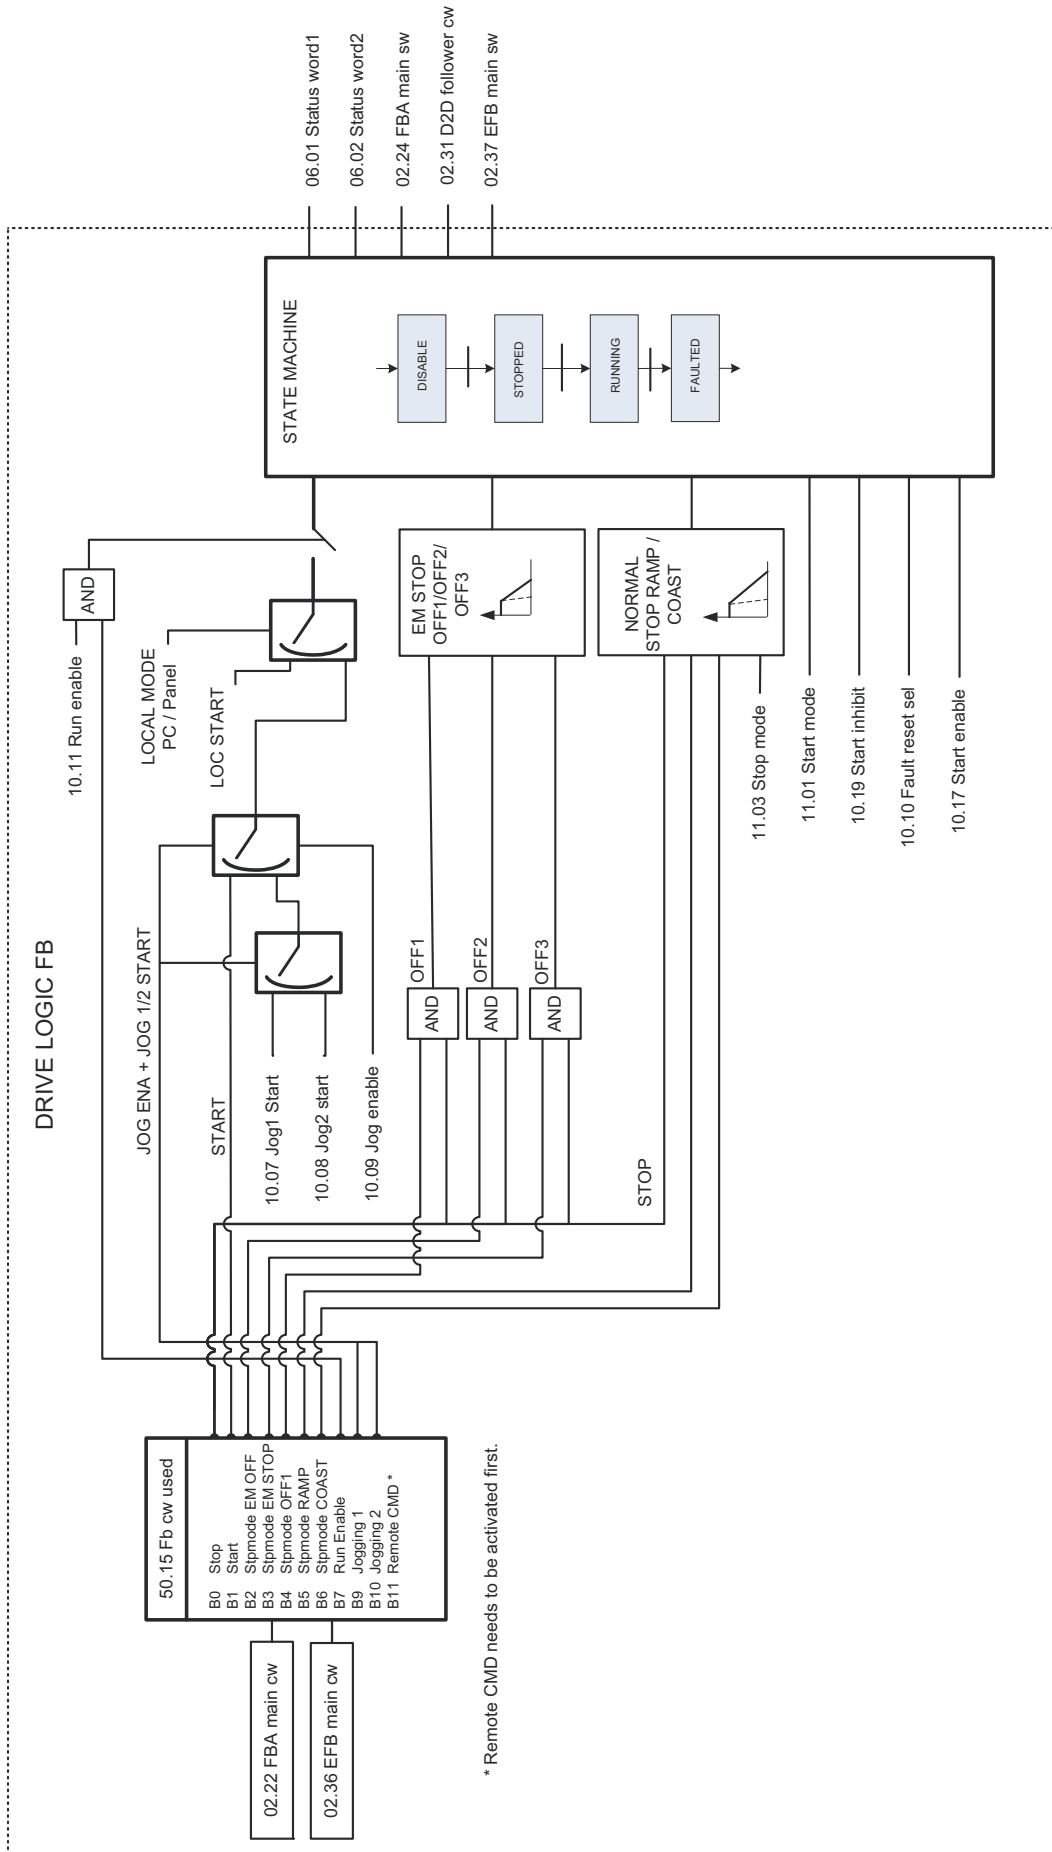 DRIVE LOGIC FB
50.15 Fb cw used
B0 Stop
B1 Start
B2 Stpmode EM OFF
B3 Stpmode EM STOP
B4 Stpmode OFF1
B5 Stpmode RAMP
B6 Stpmode COAST
B7 Run Enable
B9 Jogging 1
B10 Jogging 2
B11 Remote CMD *
02.22 FBA main cw
02.36 EFB main cw
* Remote CMD needs to be activated first.
JOG ENA + JOG 1/2 START
START
10.07 Jog1 Start
10.08 Jog2 start
10.09 Jog enable
OFF1
AND
OFF2
AND
OFF3
AND
STOP
10.11 Run enable
AND
LOCAL MODE
PC / Panel
LOC START
EM STOP
OFF1/OFF2/
OFF3
NORMAL
STOP RAMP /
COAST
11.03 Stop mode
11.01 Start mode
10.19 Start inhibit
10.10 Fault reset sel
10.17 Start enable
STATE MACHINE
DISABLE
STOPPED
RUNNING
FAULTED
06.01 Status word1
06.02 Status word2
02.24 FBA main sw
02.31 D2D follower cw
02.37 EFB main sw